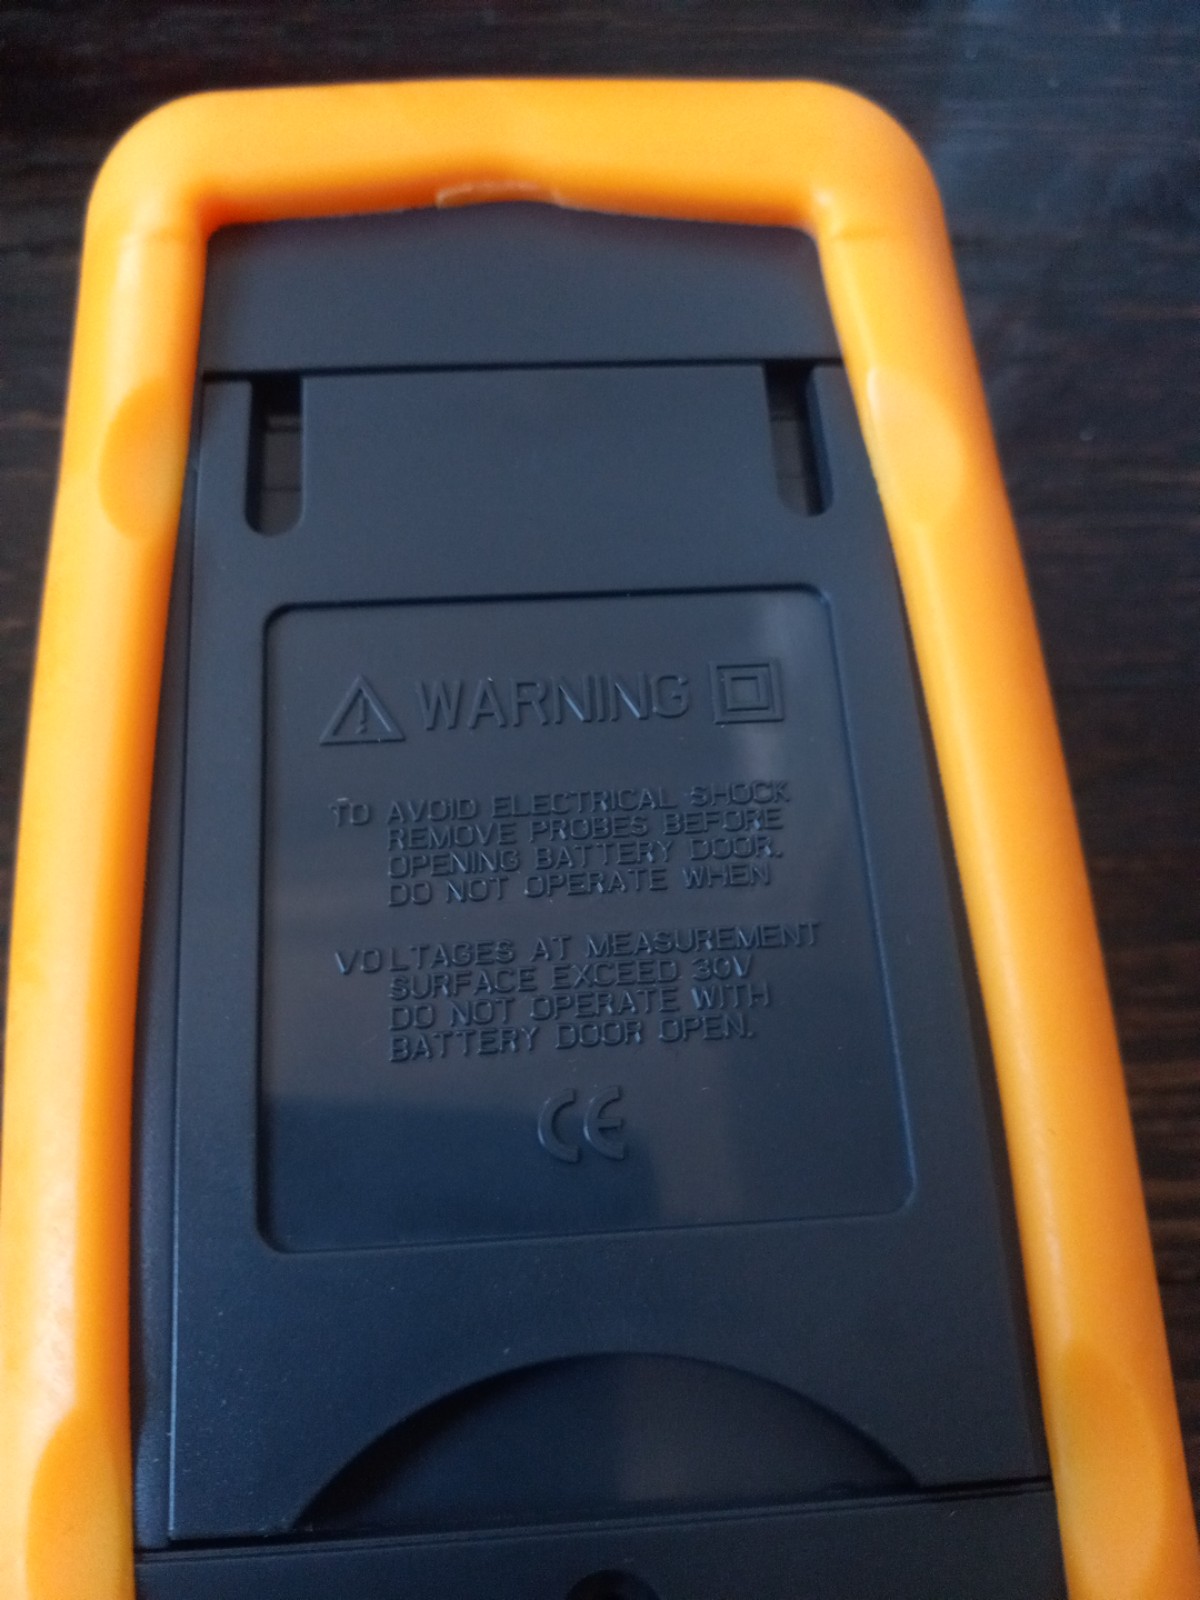 WARNING
TO AVOID ELECTRICAL SHOCK
REMOVE PROBES BEFORE
OPENING BATTERY DOOR.
DO NOT OPERATE WHEN
VOLTAGES AT MEASUREMENT
SURFACE EXCEED 30V
DO NOT OPERATE WITH
BATTERY DOOR OPEN.
CE